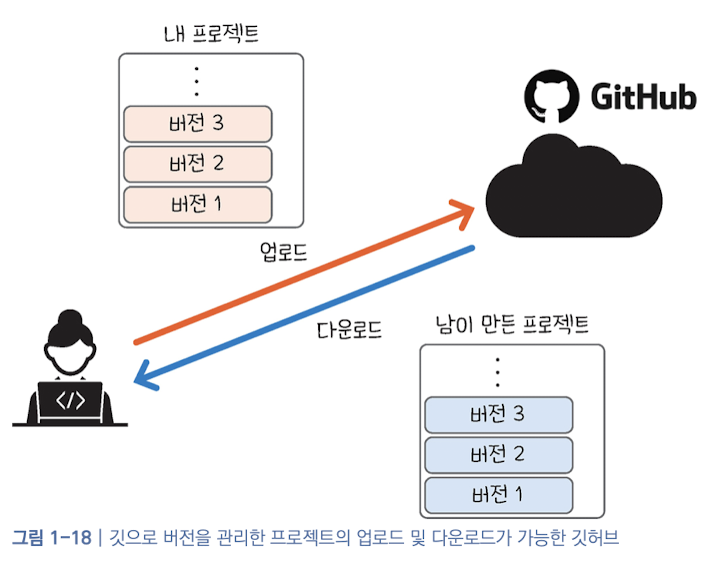 내 프로젝트
버전 3
버전 2
버전 1
GitHub
업로드
다운로드
남이 만든 프로젝트
버전 3
버전 2
버전 1
</>
그림 1-18 | 깃으로 버전을 관리한 프로젝트의 업로드 및 다운로드가 가능한 깃허브